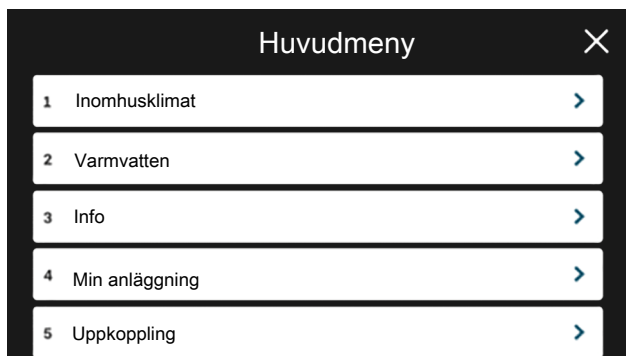 Huvudmeny
1 Inomhusklimat
2 Varmvatten
3 Info
4 Min anläggning
5 Uppkoppling